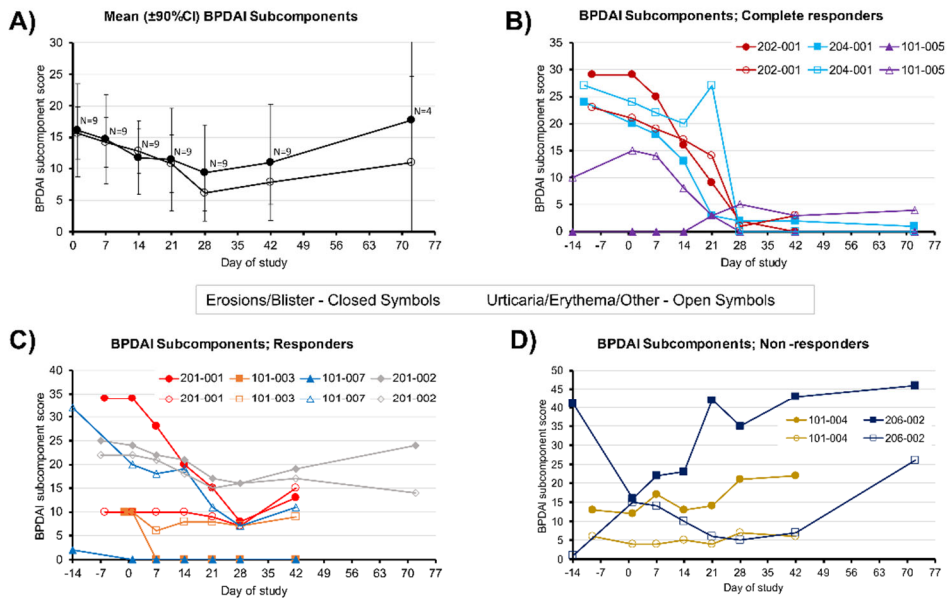 A)
Mean (±90%CI) BPDAI Subcomponents
BPDAI subcomponent score
35
30
25
20
15
10
5
0
N=9
N=9
N=9
N=9
N=9
N=9
N=4
0 7 14 21 28 35 42 49 56 63 70 77
Day of study
B)
BPDAI Subcomponents; Complete responders
202-001 204-001 101-005
202-001 204-001 101-005
BPDAI subcomponent score
35
30
25
20
15
10
5
0
-14 -7 0 7 14 21 28 35 42 49 56 63 70 77
Day of study
Erosions/Blister - Closed Symbols Urticaria/Erythema/Other - Open Symbols
C)
BPDAI Subcomponents; Responders
201-001 101-003 101-007 201-002
201-001 101-003 101-007 201-002
BPDAI subcomponent score
40
35
30
25
20
15
10
5
0
-14 -7 0 7 14 21 28 35 42 49 56 63 70 77
Day of study
D)
BPDAI Subcomponents; Non -responders
101-004 206-002
101-004 206-002
BPDAI subcomponent score
50
45
40
35
30
25
20
15
10
5
0
-14 -7 0 7 14 21 28 35 42 49 56 63 70 77
Day of study